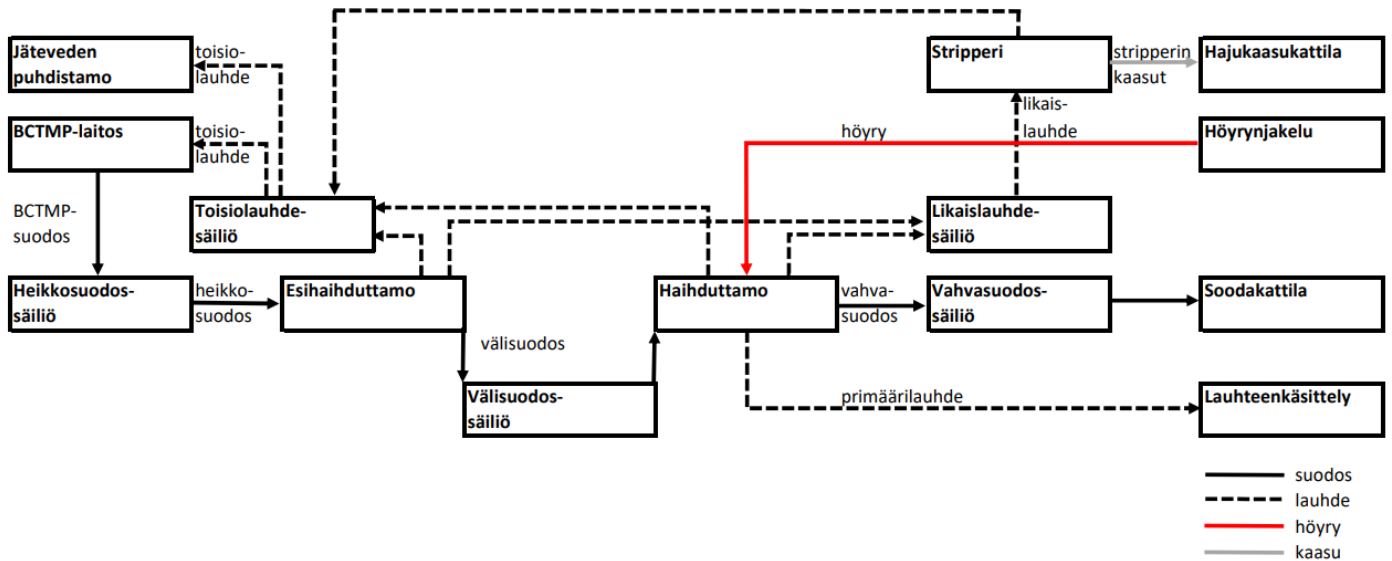 Jäteveden
puhdistamo
toisio-
lauhde
Stripperi
stripperin
kaasut
Hajukaasukattila
BCTMP-laitos
toisio-
lauhde
likais-
lauhde
höyry
Höyrynjakelu
BCTMP-
suodos
Toisiolauhde-
säiliö
Likaislauhde-
säiliö
Heikkosuodos-
säiliö
heikko-
suodos
Esihaihduttamo
Haihduttamo
vahva-
suodos
Vahvasuodos-
säiliö
Soodakattila
välisuodos
Välisuodos-
säiliö
primäärilauhde
Lauhteenkäsittely
suodos
lauhde
höyry
kaasu